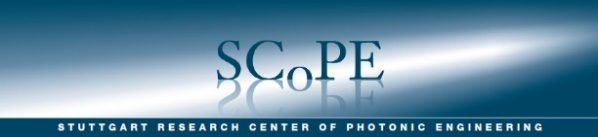 SCoPE
STUTTGART RESEARCH CENTER OF PHOTONIC ENGINEERING